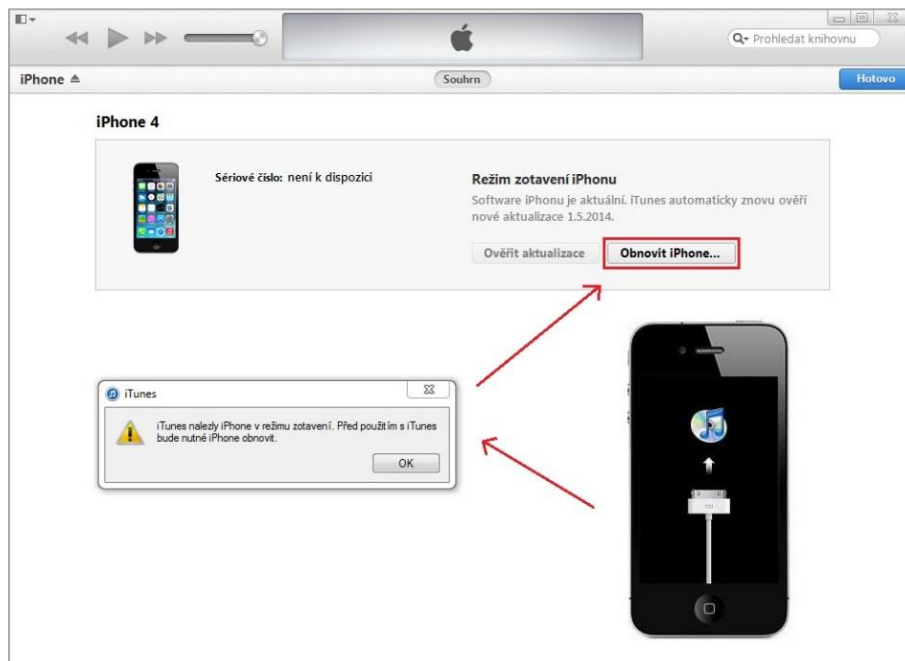 Prohledat knihovnu
iPhone
Souhrn
Hotovo
iPhone 4
Sériové číslo: není k dispozici
Režim zotavení iPhonu
Software iPhonu je aktuální. iTunes automaticky znovu ověří
nové aktualizace 1.5.2014.
Ověřit aktualizace
Obnovit iPhone...
iTunes
iTunes nalezly iPhone v režimu zotavení. Před použitím s iTunes
bude nutné iPhone obnovit.
OK